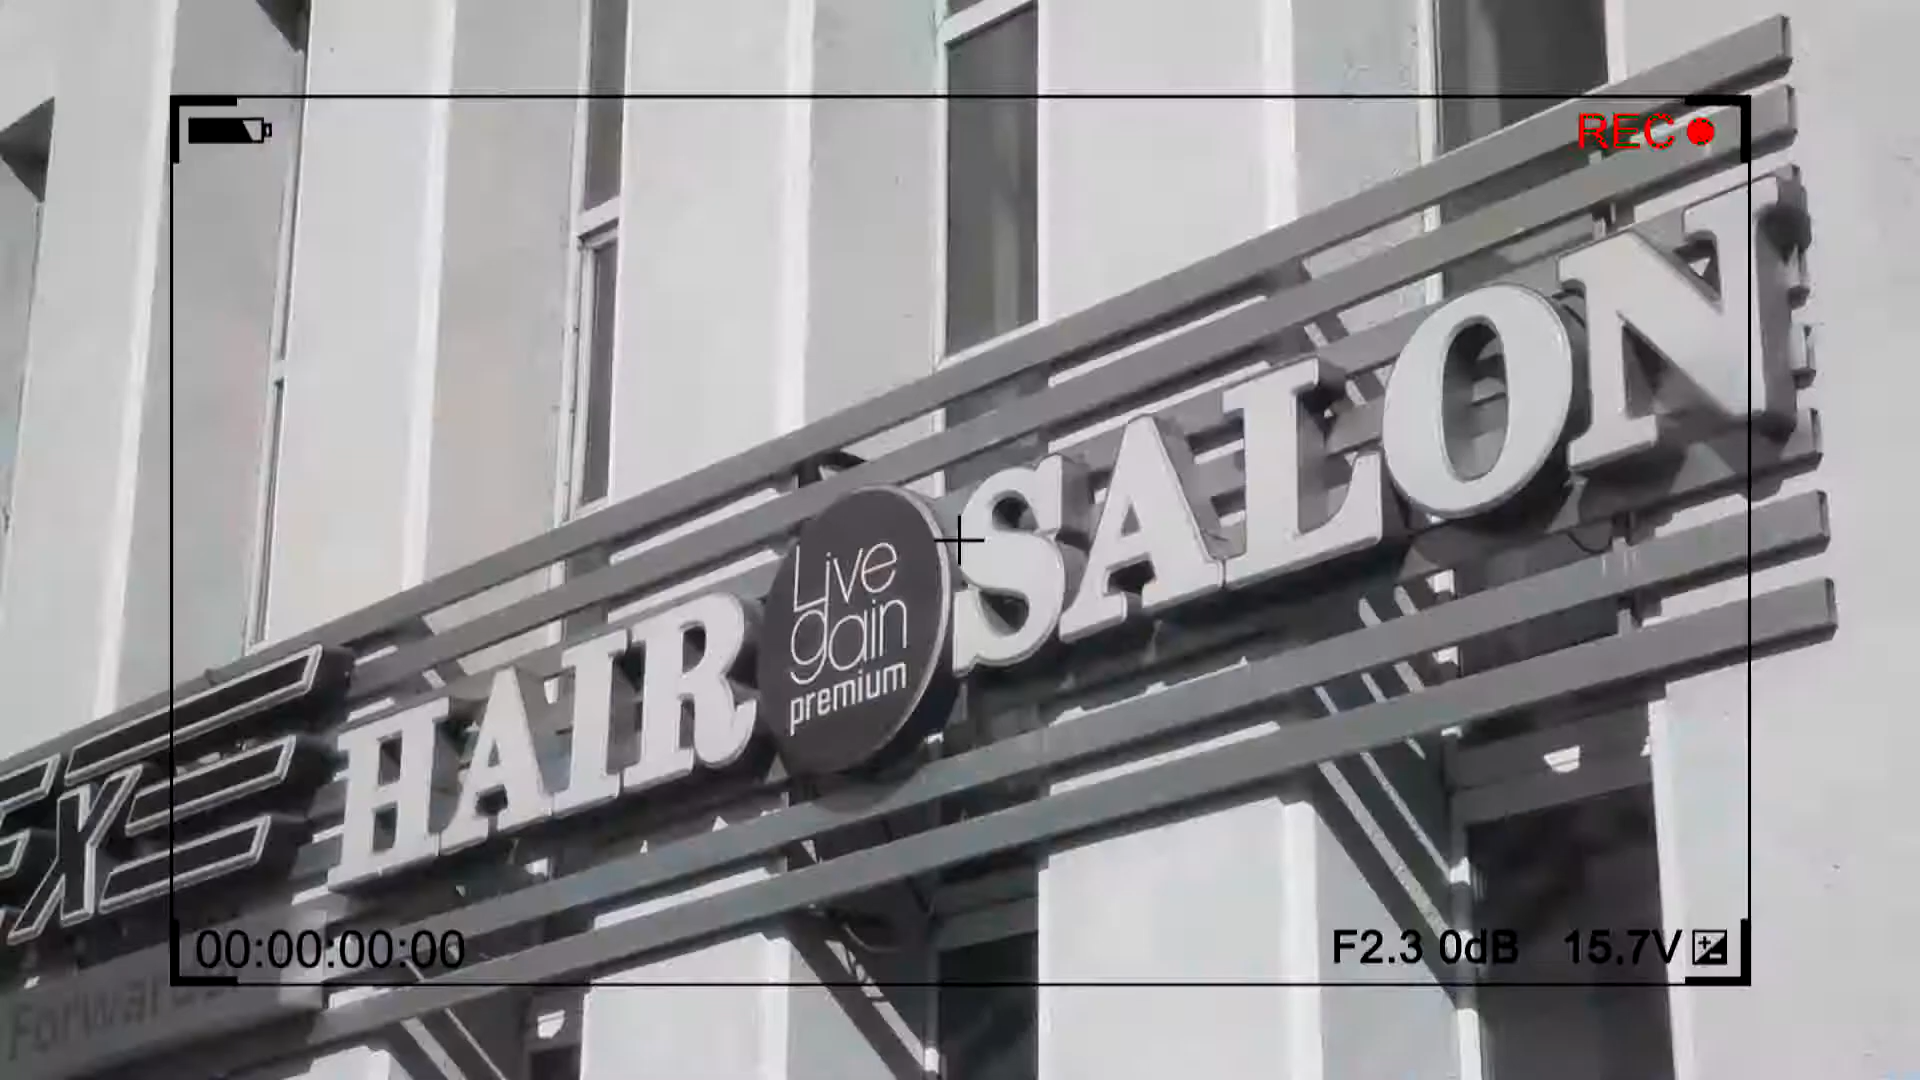 REC
HAIR
Live
gain
premium
SALON
00:00:00:00
F2.3 0dB 15.7V